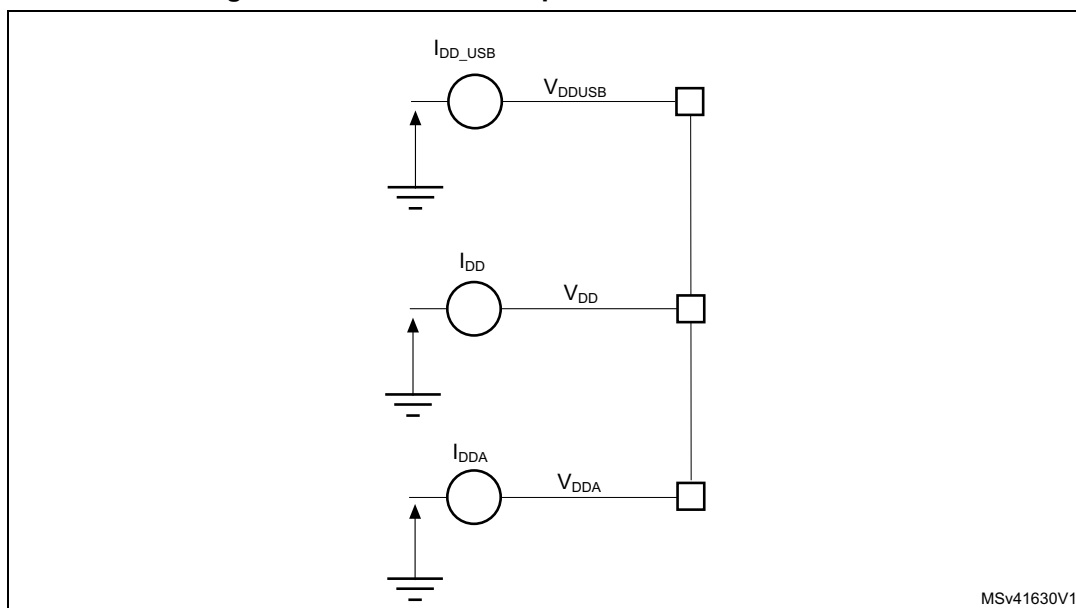 I_DD_USB
V_DDUSB
I_DD
V_DD
I_DDA
V_DDA
MSv41630V1